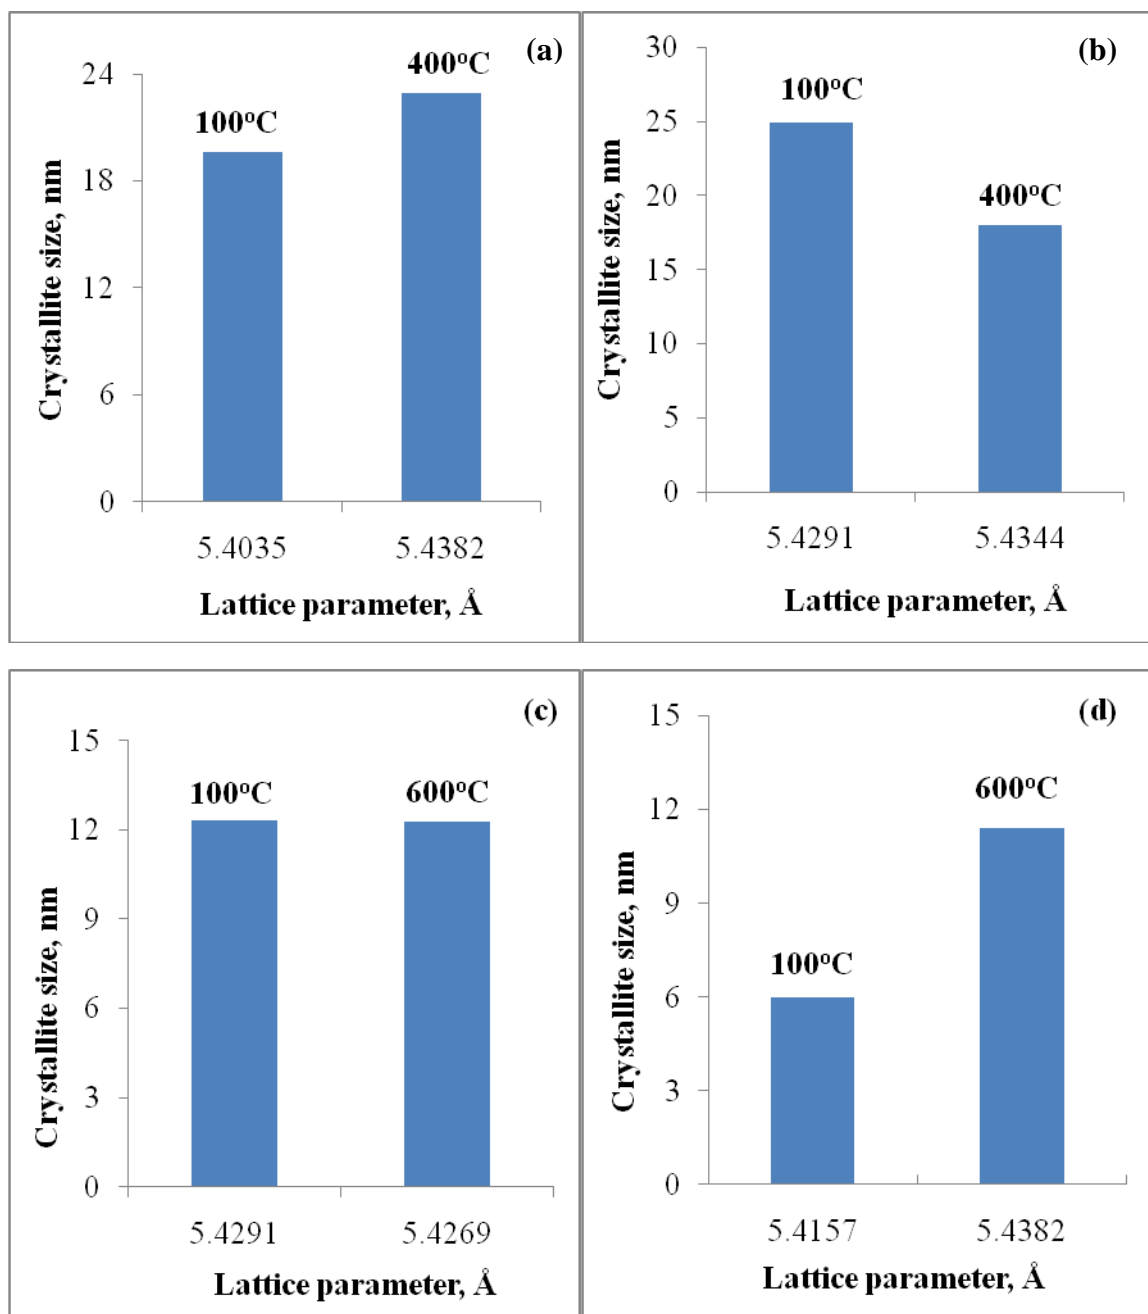 (a)
400°C
100°C
24
18
12
6
0
Crystallite size, nm
5.4035 5.4382
Lattice parameter, Å
(b)
100°C
400°C
30
25
20
15
10
5
0
Crystallite size, nm
5.4291 5.4344
Lattice parameter, Å
(c)
100°C 600°C
15
12
9
6
3
0
Crystallite size, nm
5.4291 5.4269
Lattice parameter, Å
(d)
600°C
100°C
15
12
9
6
3
0
Crystallite size, nm
5.4157 5.4382
Lattice parameter, Å